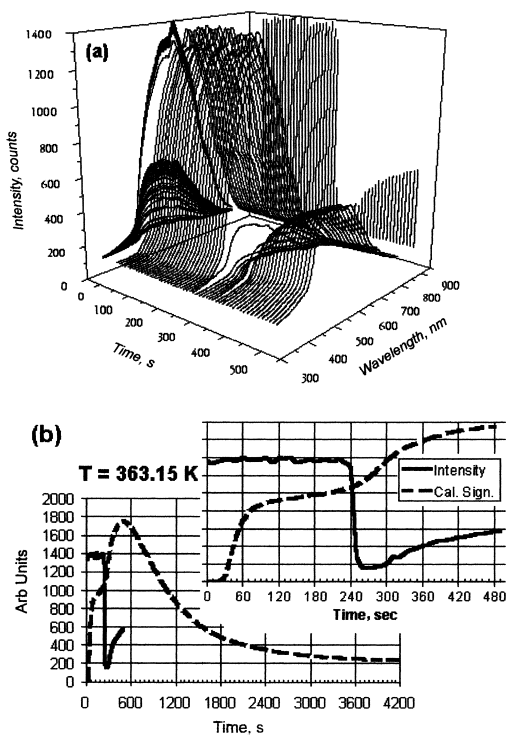 (a)
Intensity, counts
1400
1200
1000
800
600
400
200
0
0
100
200
300
400
500
Time, s
300
400
500
600
700
800
900
Wavelength, nm
(b)
T = 363.15 K
Intensity
Cal. Sign.
0 60 120 180 240 300 360 420 480
Time, sec
Arb Units
2000
1800
1600
1400
1200
1000
800
600
400
200
0
0 600 1200 1800 2400 3000 3600 4200
Time, s